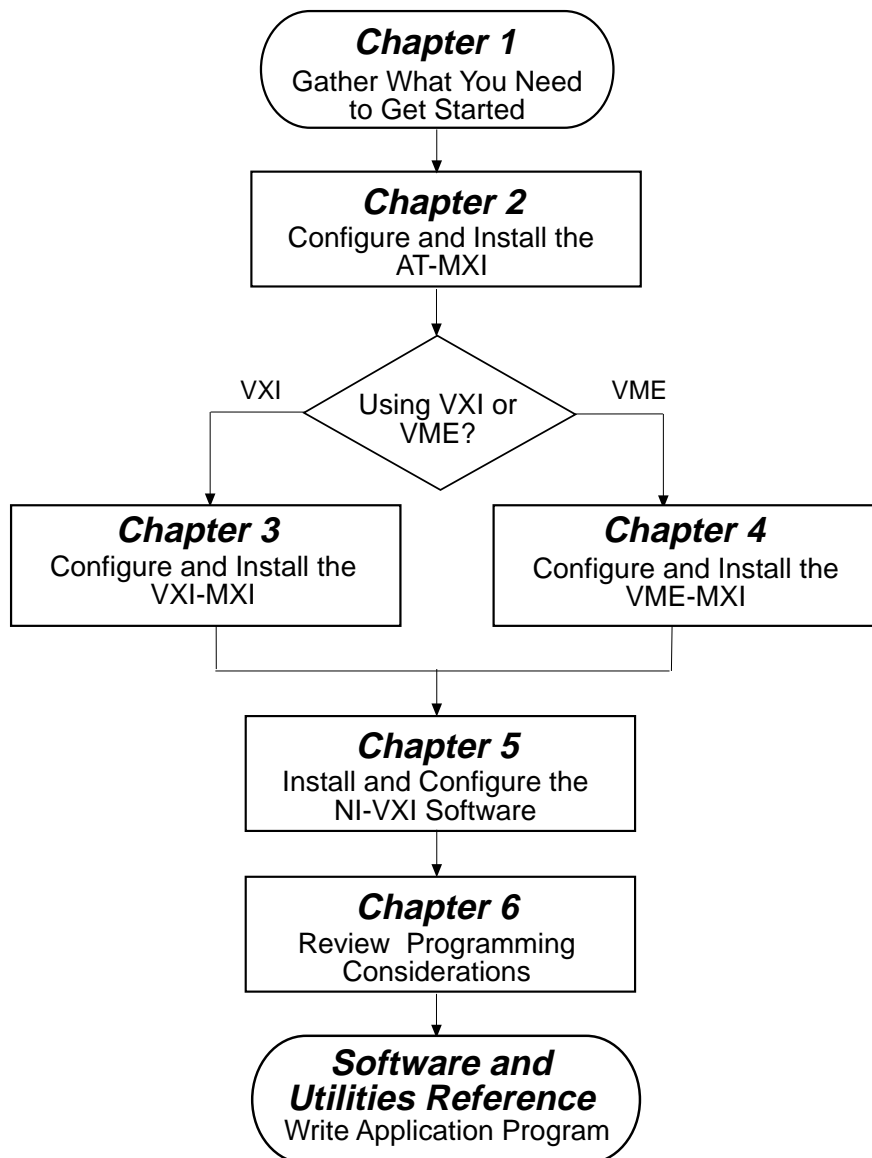 Chapter 1
Gather What You Need
to Get Started
Chapter 2
Configure and Install the
AT-MXI
VXI
Using VXI or
VME?
VME
Chapter 3
Configure and Install the
VXI-MXI
Chapter 4
Configure and Install the
VME-MXI
Chapter 5
Install and Configure the
NI-VXI Software
Chapter 6
Review Programming
Considerations
Software and
Utilities Reference
Write Application Program